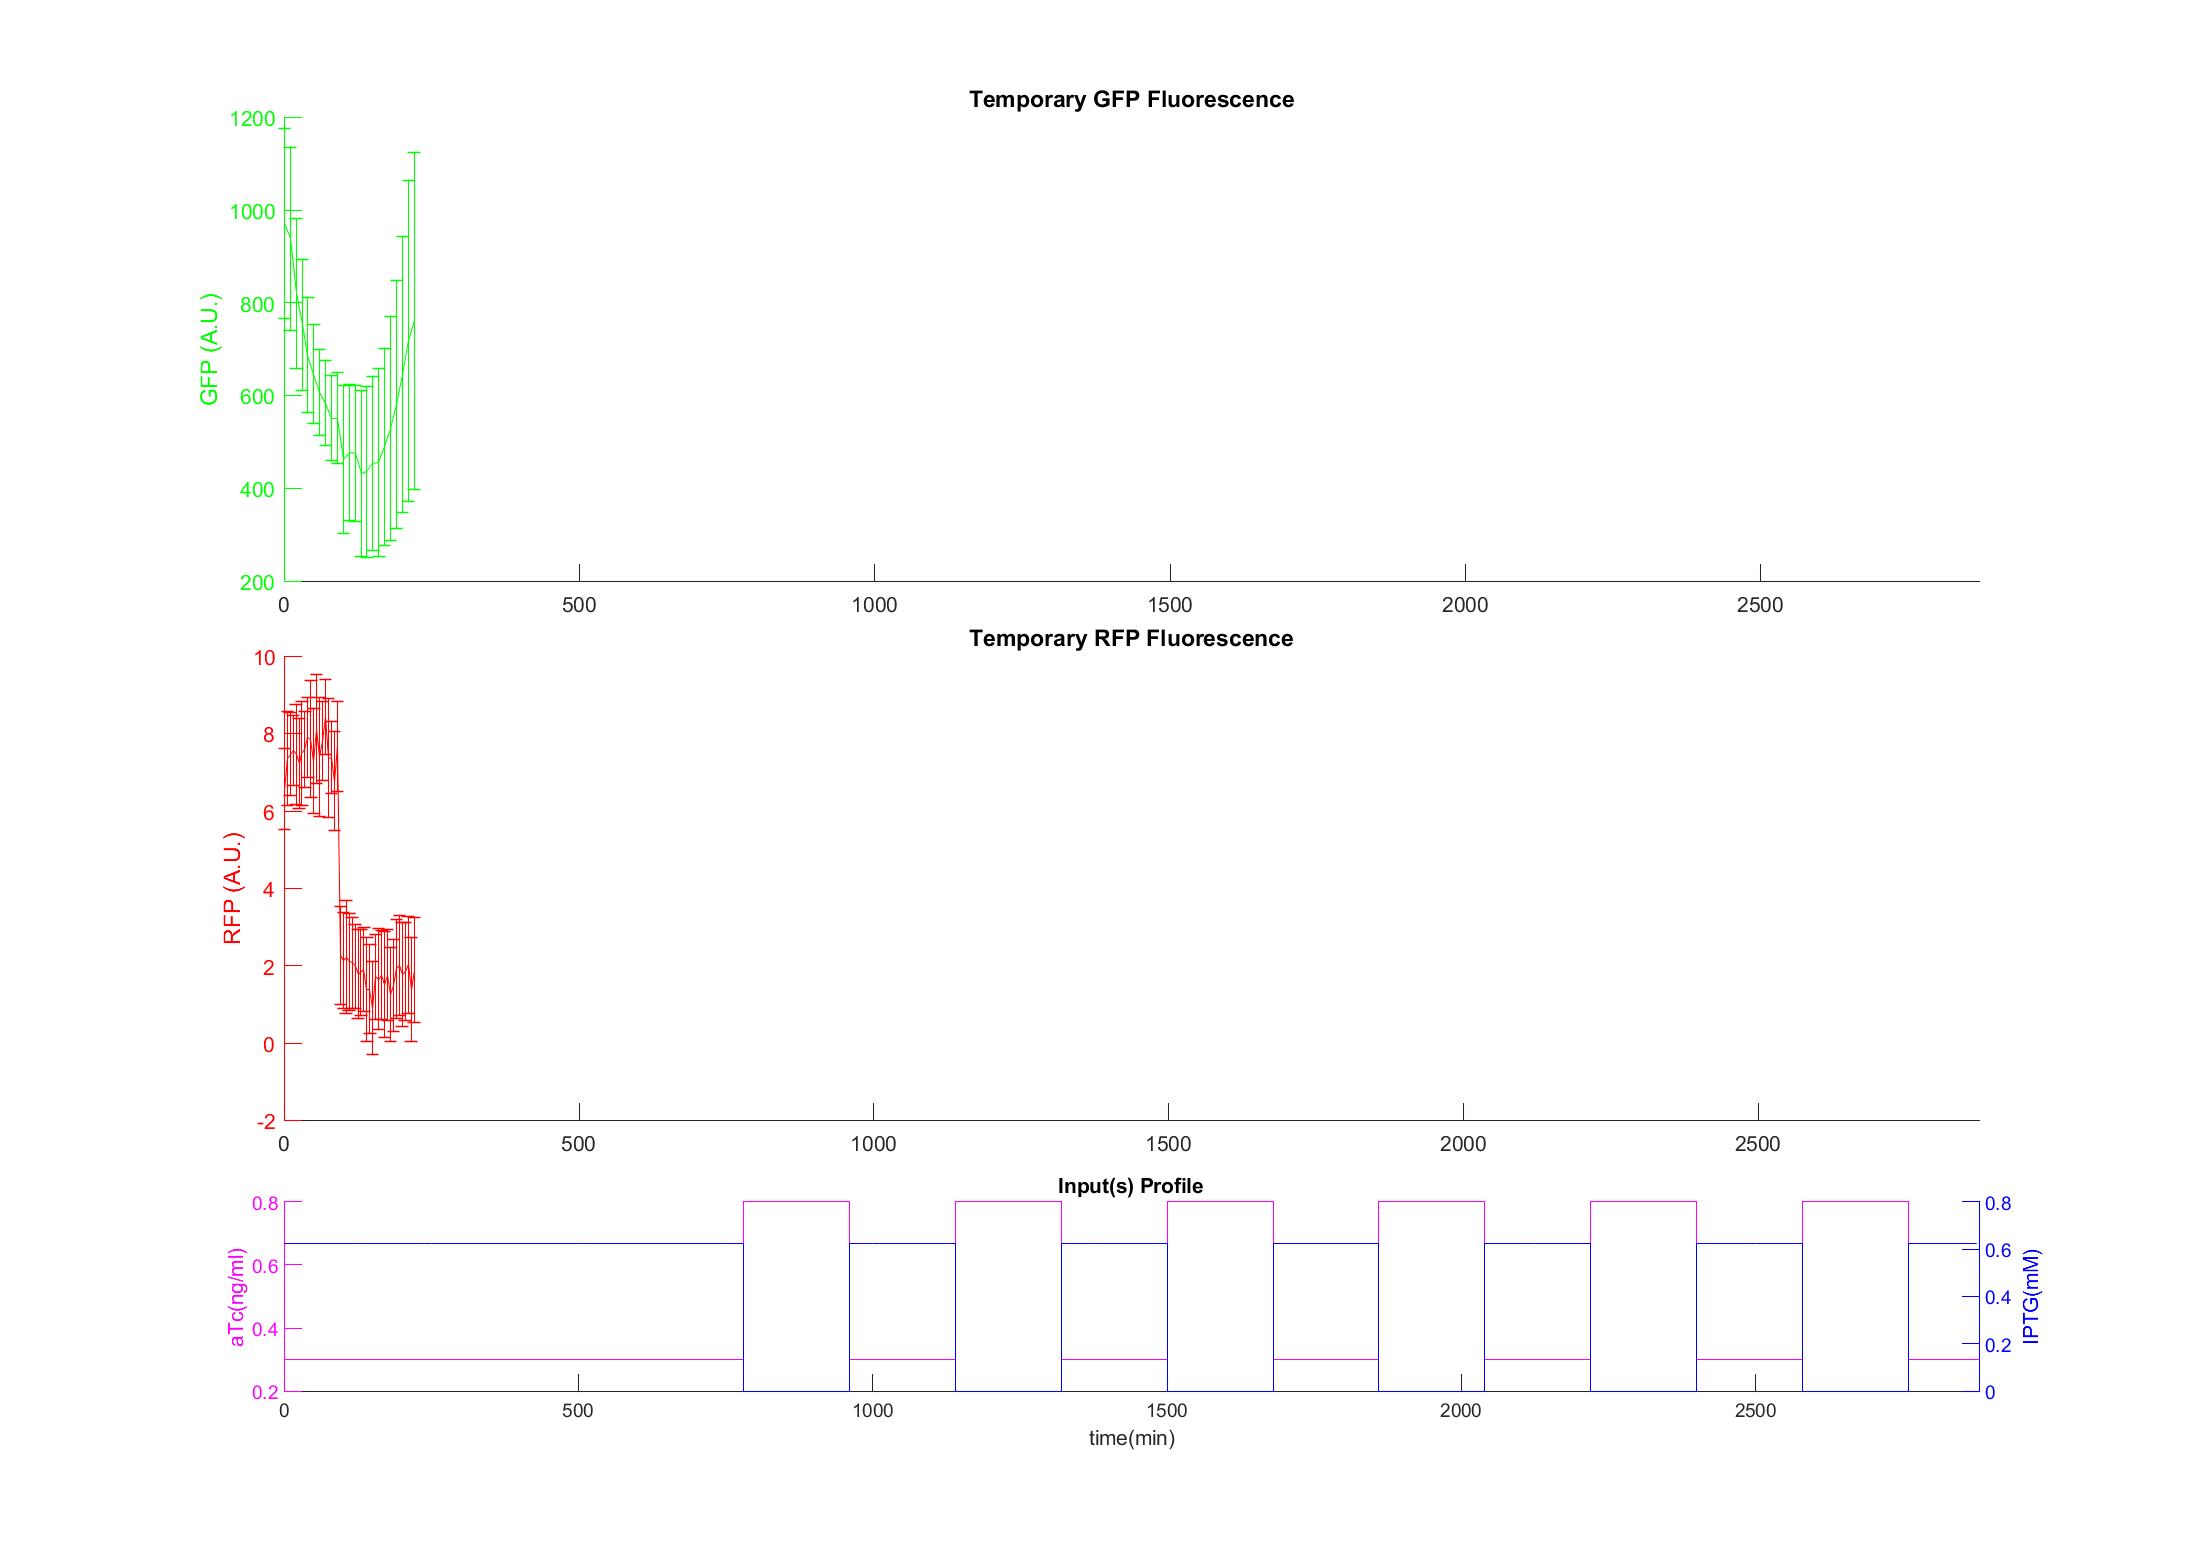 Temporary GFP Fluorescence
1200
1000
800
600
400
200
GFP (A.U.)
0 500 1000 1500 2000 2500
Temporary RFP Fluorescence
10
8
6
4
2
0
-2
RFP (A.U.)
0 500 1000 1500 2000 2500
Input(s) Profile
0.8
0.6
0.4
0.2
aTc(ng/ml)
0.8
0.6
0.4
0.2
0
IPTG(mM)
0 500 1000 1500 2000 2500
time(min)